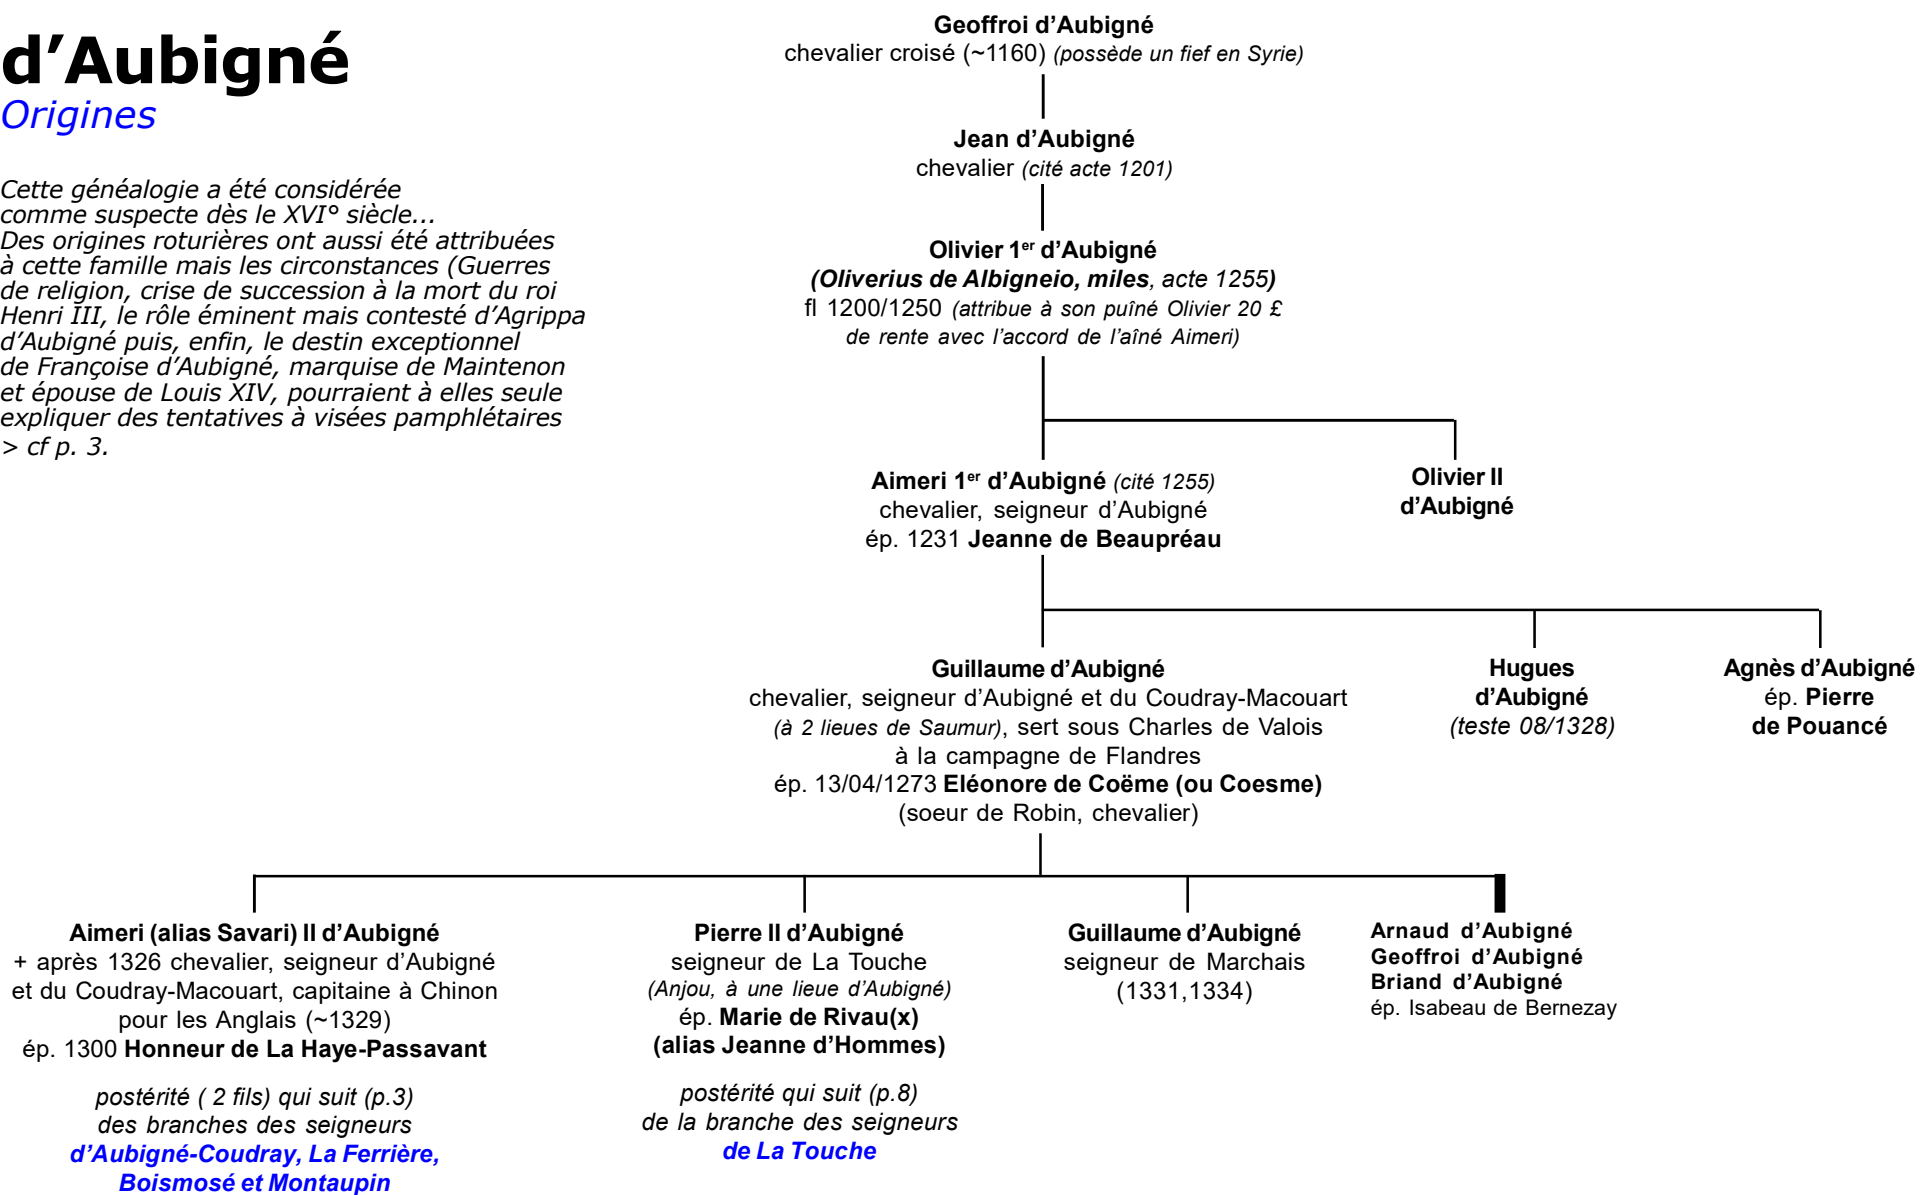 d’Aubigné
Origines
Cette généalogie a été considérée
comme suspecte dès le XVI° siècle...
Des origines roturières ont aussi été attribuées
à cette famille mais les circonstances (Guerres
de religion, crise de succession à la mort du roi
Henri III, le rôle éminent mais contesté d’Agrippa
d’Aubigné puis, enfin, le destin exceptionnel
de Françoise d’Aubigné, marquise de Maintenon
et épouse de Louis XIV, pourraient à elles seule
expliquer des tentatives à visées pamphlétaires
> cf p. 3.
Geoffroi d’Aubigné
chevalier croisé (~1160) (possède un fief en Syrie)
Jean d’Aubigné
chevalier (cité acte 1201)
Olivier 1er d’Aubigné
(Oliverius de Albigneio, miles, acte 1255)
fl 1200/1250 (attribue à son puîné Olivier 20 £
de rente avec l’accord de l’aîné Aimeri)
Aimeri 1er d’Aubigné (cité 1255)
chevalier, seigneur d’Aubigné
ép. 1231 Jeanne de Beaupréau
Olivier II
d’Aubigné
Guillaume d’Aubigné
chevalier, seigneur d’Aubigné et du Coudray-Macouart
(à 2 lieues de Saumur), sert sous Charles de Valois
à la campagne de Flandres
ép. 13/04/1273 Eléonore de Coëme (ou Coesme)
(soeur de Robin, chevalier)
Hugues
d’Aubigné
(teste 08/1328)
Agnès d’Aubigné
ép. Pierre
de Pouancé
Aimeri (alias Savari) II d’Aubigné
+ après 1326 chevalier, seigneur d’Aubigné
et du Coudray-Macouart, capitaine à Chinon
pour les Anglais (~1329)
ép. 1300 Honneur de La Haye-Passavant
postérité ( 2 fils) qui suit (p.3)
des branches des seigneurs
d’Aubigné-Coudray, La Ferrière,
Boismosé et Montaupin
Pierre II d’Aubigné
seigneur de La Touche
(Anjou, à une lieue d’Aubigné)
ép. Marie de Rivau(x)
(alias Jeanne d’Hommes)
postérité qui suit (p.8)
de la branche des seigneurs
de La Touche
Guillaume d’Aubigné
seigneur de Marchais
(1331,1334)
Arnaud d’Aubigné
Geoffroi d’Aubigné
Briand d’Aubigné
ép. Isabeau de Bernezay